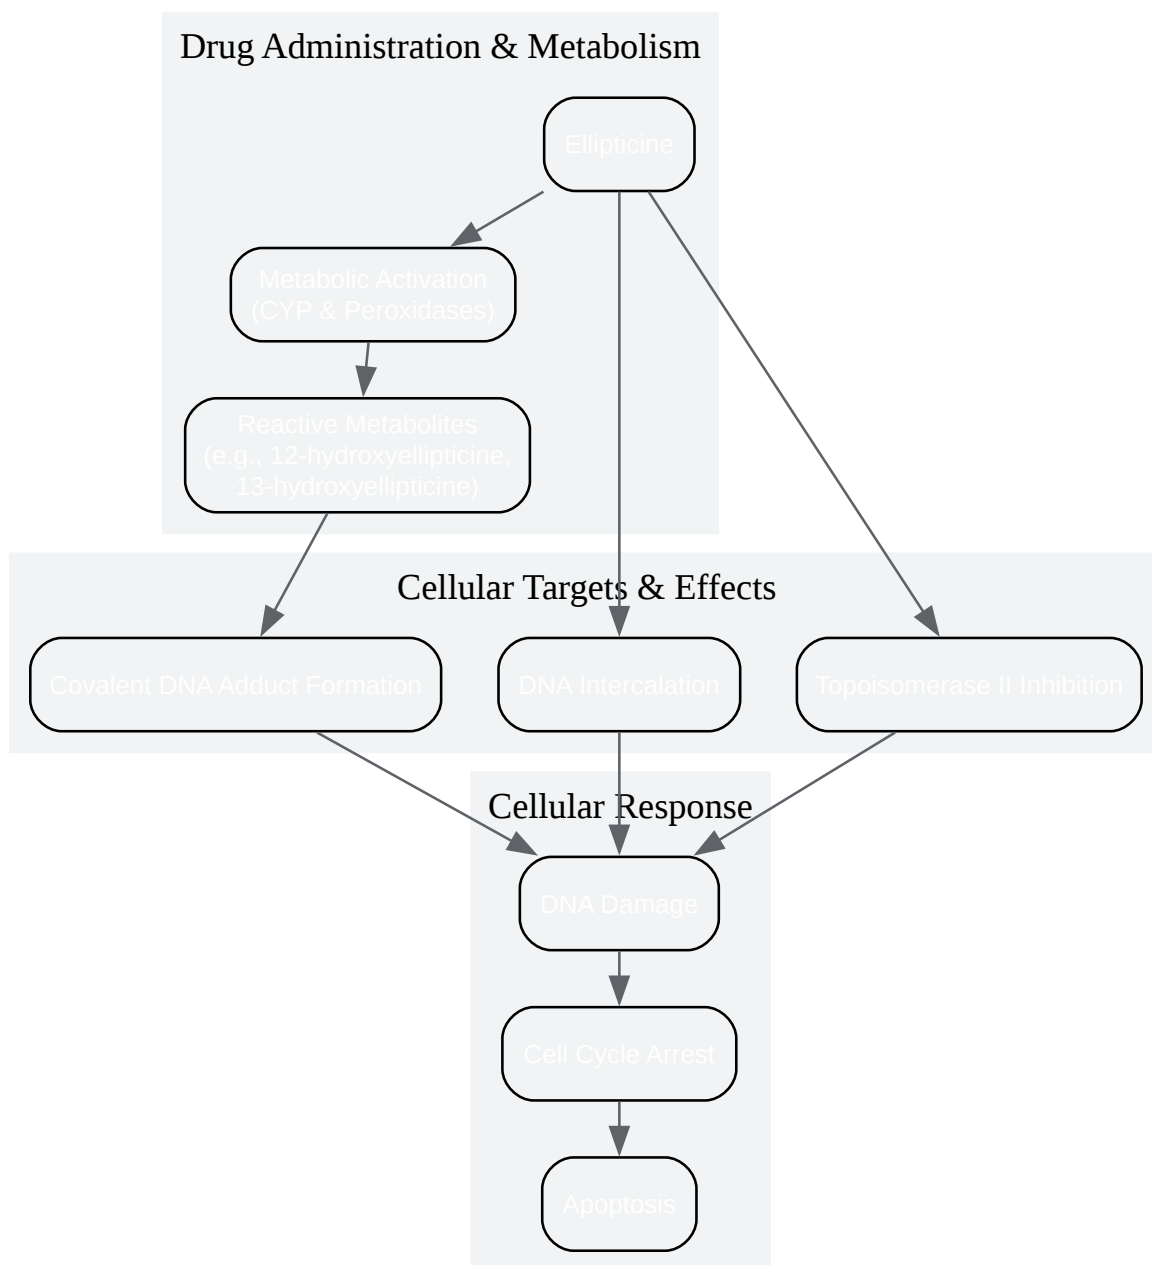 Drug Administration & Metabolism
Ellipticine
Metabolic Activation
(CYP & Peroxidases)
Reactive Metabolites
(e.g., 12-hydroxyellipticine,
13-hydroxyellipticine)
Cellular Targets & Effects
Covalent DNA Adduct Formation
DNA Intercalation
Topoisomerase II Inhibition
Cellular Response
DNA Damage
Cell Cycle Arrest
Apoptosis